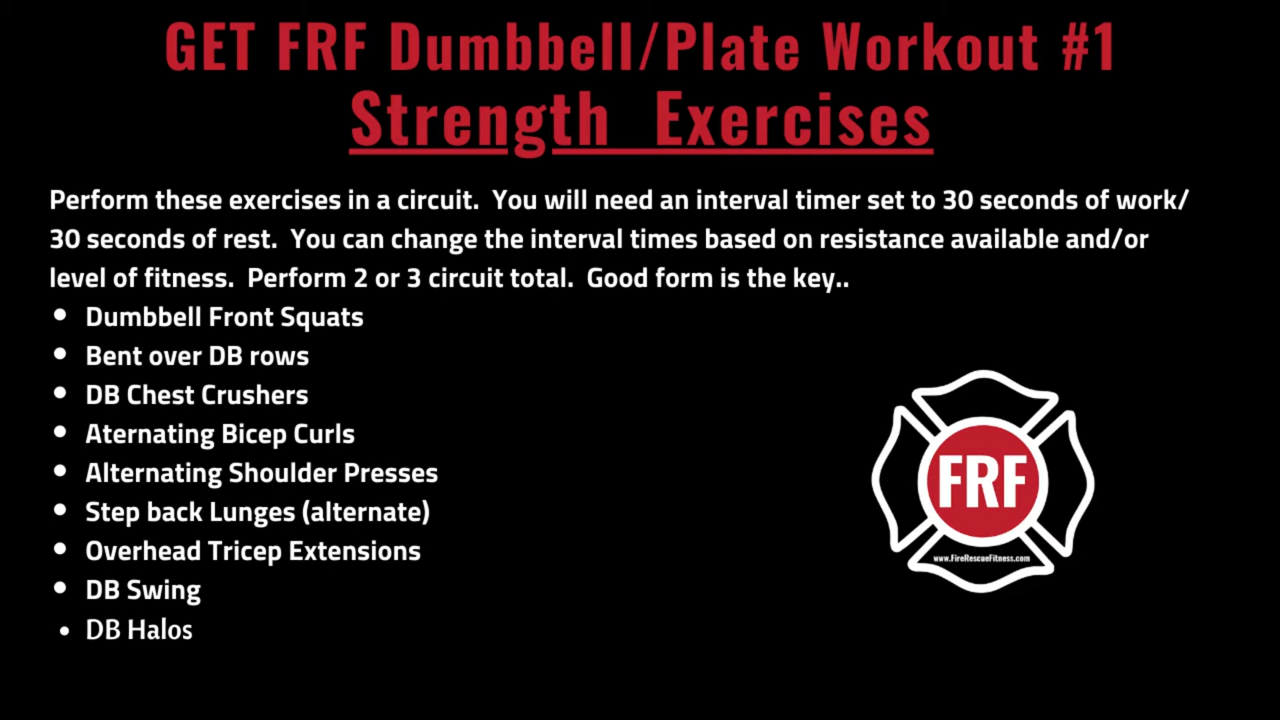 GET FRF Dumbbell/Plate Workout #1
Strength Exercises
Perform these exercises in a circuit. You will need an interval timer set to 30 seconds of work/
30 seconds of rest. You can change the interval times based on resistance available and/or
level of fitness. Perform 2 or 3 circuit total. Good form is the key..
• Dumbbell Front Squats
• Bent over DB rows
• DB Chest Crushers
• Aternating Bicep Curls
• Alternating Shoulder Presses
• Step back Lunges (alternate)
• Overhead Tricep Extensions
• DB Swing
• DB Halos
FRF
www.FireRescueFitness.com